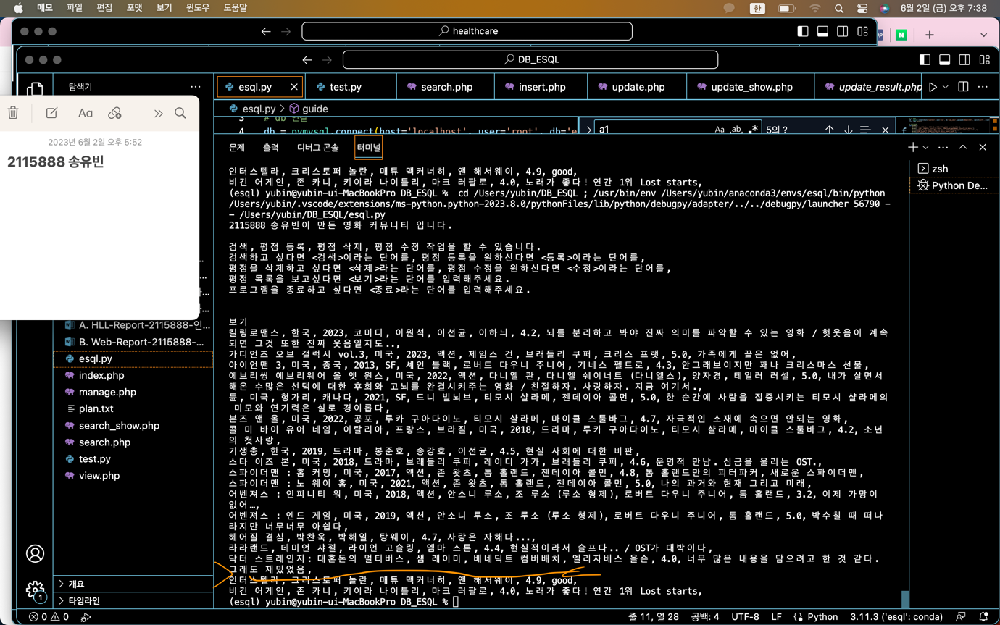 메모 파일 편집 포맷 보기 윈도우 도움말 한 6월 2일 (금) 오후 7:38
healthcare
DB_ESQL
N
탐색기
esql.py
test.py
search.php
insert.php
update.php
update_show.php
update_result.php
esql.py > guide
4 db = pymysql.connect(host='localhost', user='root', db='e
a1
Aa ab 5의 ?
Aa
2023년 6월 2일 오후 5:52
2115888 송유빈
A. HLL-Report-2115888-인...
B. Web-Report-2115888-...
esql.py
index.php
manage.php
plan.txt
search_show.php
search.php
test.py
view.php
개요
타임라인
1
문제 출력 디버그 콘솔 터미널
zsh
Python De...
인터스텔라, 크리스토퍼 놀란, 매튜 맥커너히, 앤 해서웨이, 4.9, good,
비긴 어게인, 존 카니, 키이라 나이틀리, 마크 러팔로, 4.0, 노래가 좋다! 연간 1위 Lost starts,
(esql) yubin@yubin-ui-MacBookPro DB_ESQL % cd /Users/yubin/DB_ESQL ; /usr/bin/env /Users/yubin/anaconda3/envs/esql/bin/python
/Users/yubin/.vscode/extensions/ms-python.python-2023.8.0/pythonFiles/lib/python/debugpy/adapter/../../debugpy/launcher 56790 -
- /Users/yubin/DB_ESQL/esql.py
2115888 송유빈이 만든 영화 커뮤니티 입니다.
검색, 평점 등록, 평점 삭제, 평점 수정 작업을 할 수 있습니다.
검색하고 싶다면 <검색>이라는 단어를, 평점 등록을 원하신다면 <등록>이라는 단어를,
평점을 삭제하고 싶다면 <삭제>라는 단어를, 평점 수정을 원하신다면 <수정>이라는 단어를,
평점 목록을 보고싶다면 <보기>라는 단어를 입력해주세요.
프로그램을 종료하고 싶다면 <종료>라는 단어를 입력해주세요.
보기
킬링로맨스, 한국, 2023, 코미디, 이원석, 이선균, 이하늬, 4.2, 뇌를 분리하고 봐야 진짜 의미를 파악할 수 있는 영화 / 헛웃음이 계속
되면 그것 또한 진짜 웃음일지도..,
가디언즈 오브 갤럭시 vol.3, 미국, 2023, 액션, 제임스 건, 브래들리 쿠퍼, 크리스 프랫, 5.0, 가족에게 끝은 없어,
아이언맨 3, 미국, 중국, 2013, SF, 셰인 블랙, 로버트 다우니 주니어, 기네스 펠트로, 4.3, 안그래보이지만 꽤나 크리스마스 선물,
에브리씽 에브리웨어 올 앳 원스, 미국, 2022, 액션, 다니엘 콴, 다니엘 쉐이너트 (다니엘스), 양자경, 테일러 러셀, 5.0, 내가 살면서
해온 수많은 선택에 대한 후회와 고뇌를 완결시켜주는 영화 / 친절하자. 사랑하자. 지금 여기서.,
듄, 미국, 헝가리, 캐나다, 2021, SF, 드니 빌뇌브, 티모시 샬라메, 젠데이아 콜먼, 5.0, 한 순간에 사람을 집중시키는 티모시 샬라메의
미모와 연기력은 실로 경이롭다,
본즈 앤 올, 미국, 2022, 공포, 루카 구아다이노, 티모시 샬라메, 마이클 스툴바그, 4.7, 자극적인 소재에 속으면 안되는 영화,
콜 미 바이 유어 네임, 이탈리아, 프랑스, 브라질, 미국, 2018, 드라마, 루카 구아다이노, 티모시 샬라메, 마이클 스툴바그, 4.2, 소년
의 첫사랑,
기생충, 한국, 2019, 드라마, 봉준호, 송강호, 이선균, 4.5, 현실 사회에 대한 비판,
스타 이즈 본, 미국, 2018, 드라마, 브래들리 쿠퍼, 레이디 가가, 브래들리 쿠퍼, 4.6, 운명적 만남. 심금을 울리는 OST.,
스파이더맨 : 홈 커밍, 미국, 2017, 액션, 존 왓츠, 톰 홀랜드, 젠데이아 콜먼, 4.8, 톰 홀랜드만의 피터파커, 새로운 스파이더맨,
스파이더맨 : 노 웨이 홈, 미국, 2021, 액션, 존 왓츠, 톰 홀랜드, 젠데이아 콜먼, 5.0, 나의 과거와 현재 그리고 미래,
어벤져스 : 인피니티 워, 미국, 2018, 액션, 안소니 루소, 조 루소 (루소 형제), 로버트 다우니 주니어, 톰 홀랜드, 3.2, 이제 가망이
없어…,
어벤져스 : 엔드 게임, 미국, 2019, 액션, 안소니 루소, 조 루소 (루소 형제), 로버트 다우니 주니어, 톰 홀랜드, 5.0, 박수칠 때 떠나
라지만 너무너무 아쉽다,
헤어질 결심, 박찬욱, 박해일, 탕웨이, 4.7, 사랑은 자해다...,
라라랜드, 데미언 샤젤, 라이언 고슬링, 엠마 스톤, 4.4, 현실적이라서 슬프다.. / OST가 대박이다,
닥터 스트레인지: 대혼돈의 멀티버스, 샘 레이미, 베네딕트 컴버배치, 엘리자베스 올슨, 4.0, 너무 많은 내용을 담으려고 한 것 같다.
그래도 재밌었음,
인터스텔라, 크리스토퍼 놀란, 매튜 맥커너히, 앤 해서웨이, 4.9, good,
비긴 어게인, 존 카니, 키이라 나이틀리, 마크 러팔로, 4.0, 노래가 좋다! 연간 1위 Lost starts,
(esql) yubin@yubin-ui-MacBookPro DB_ESQL %
0 0 줄 11, 열 28 공백: 4 UTF-8 LF Python 3.11.3 ('esql': conda)